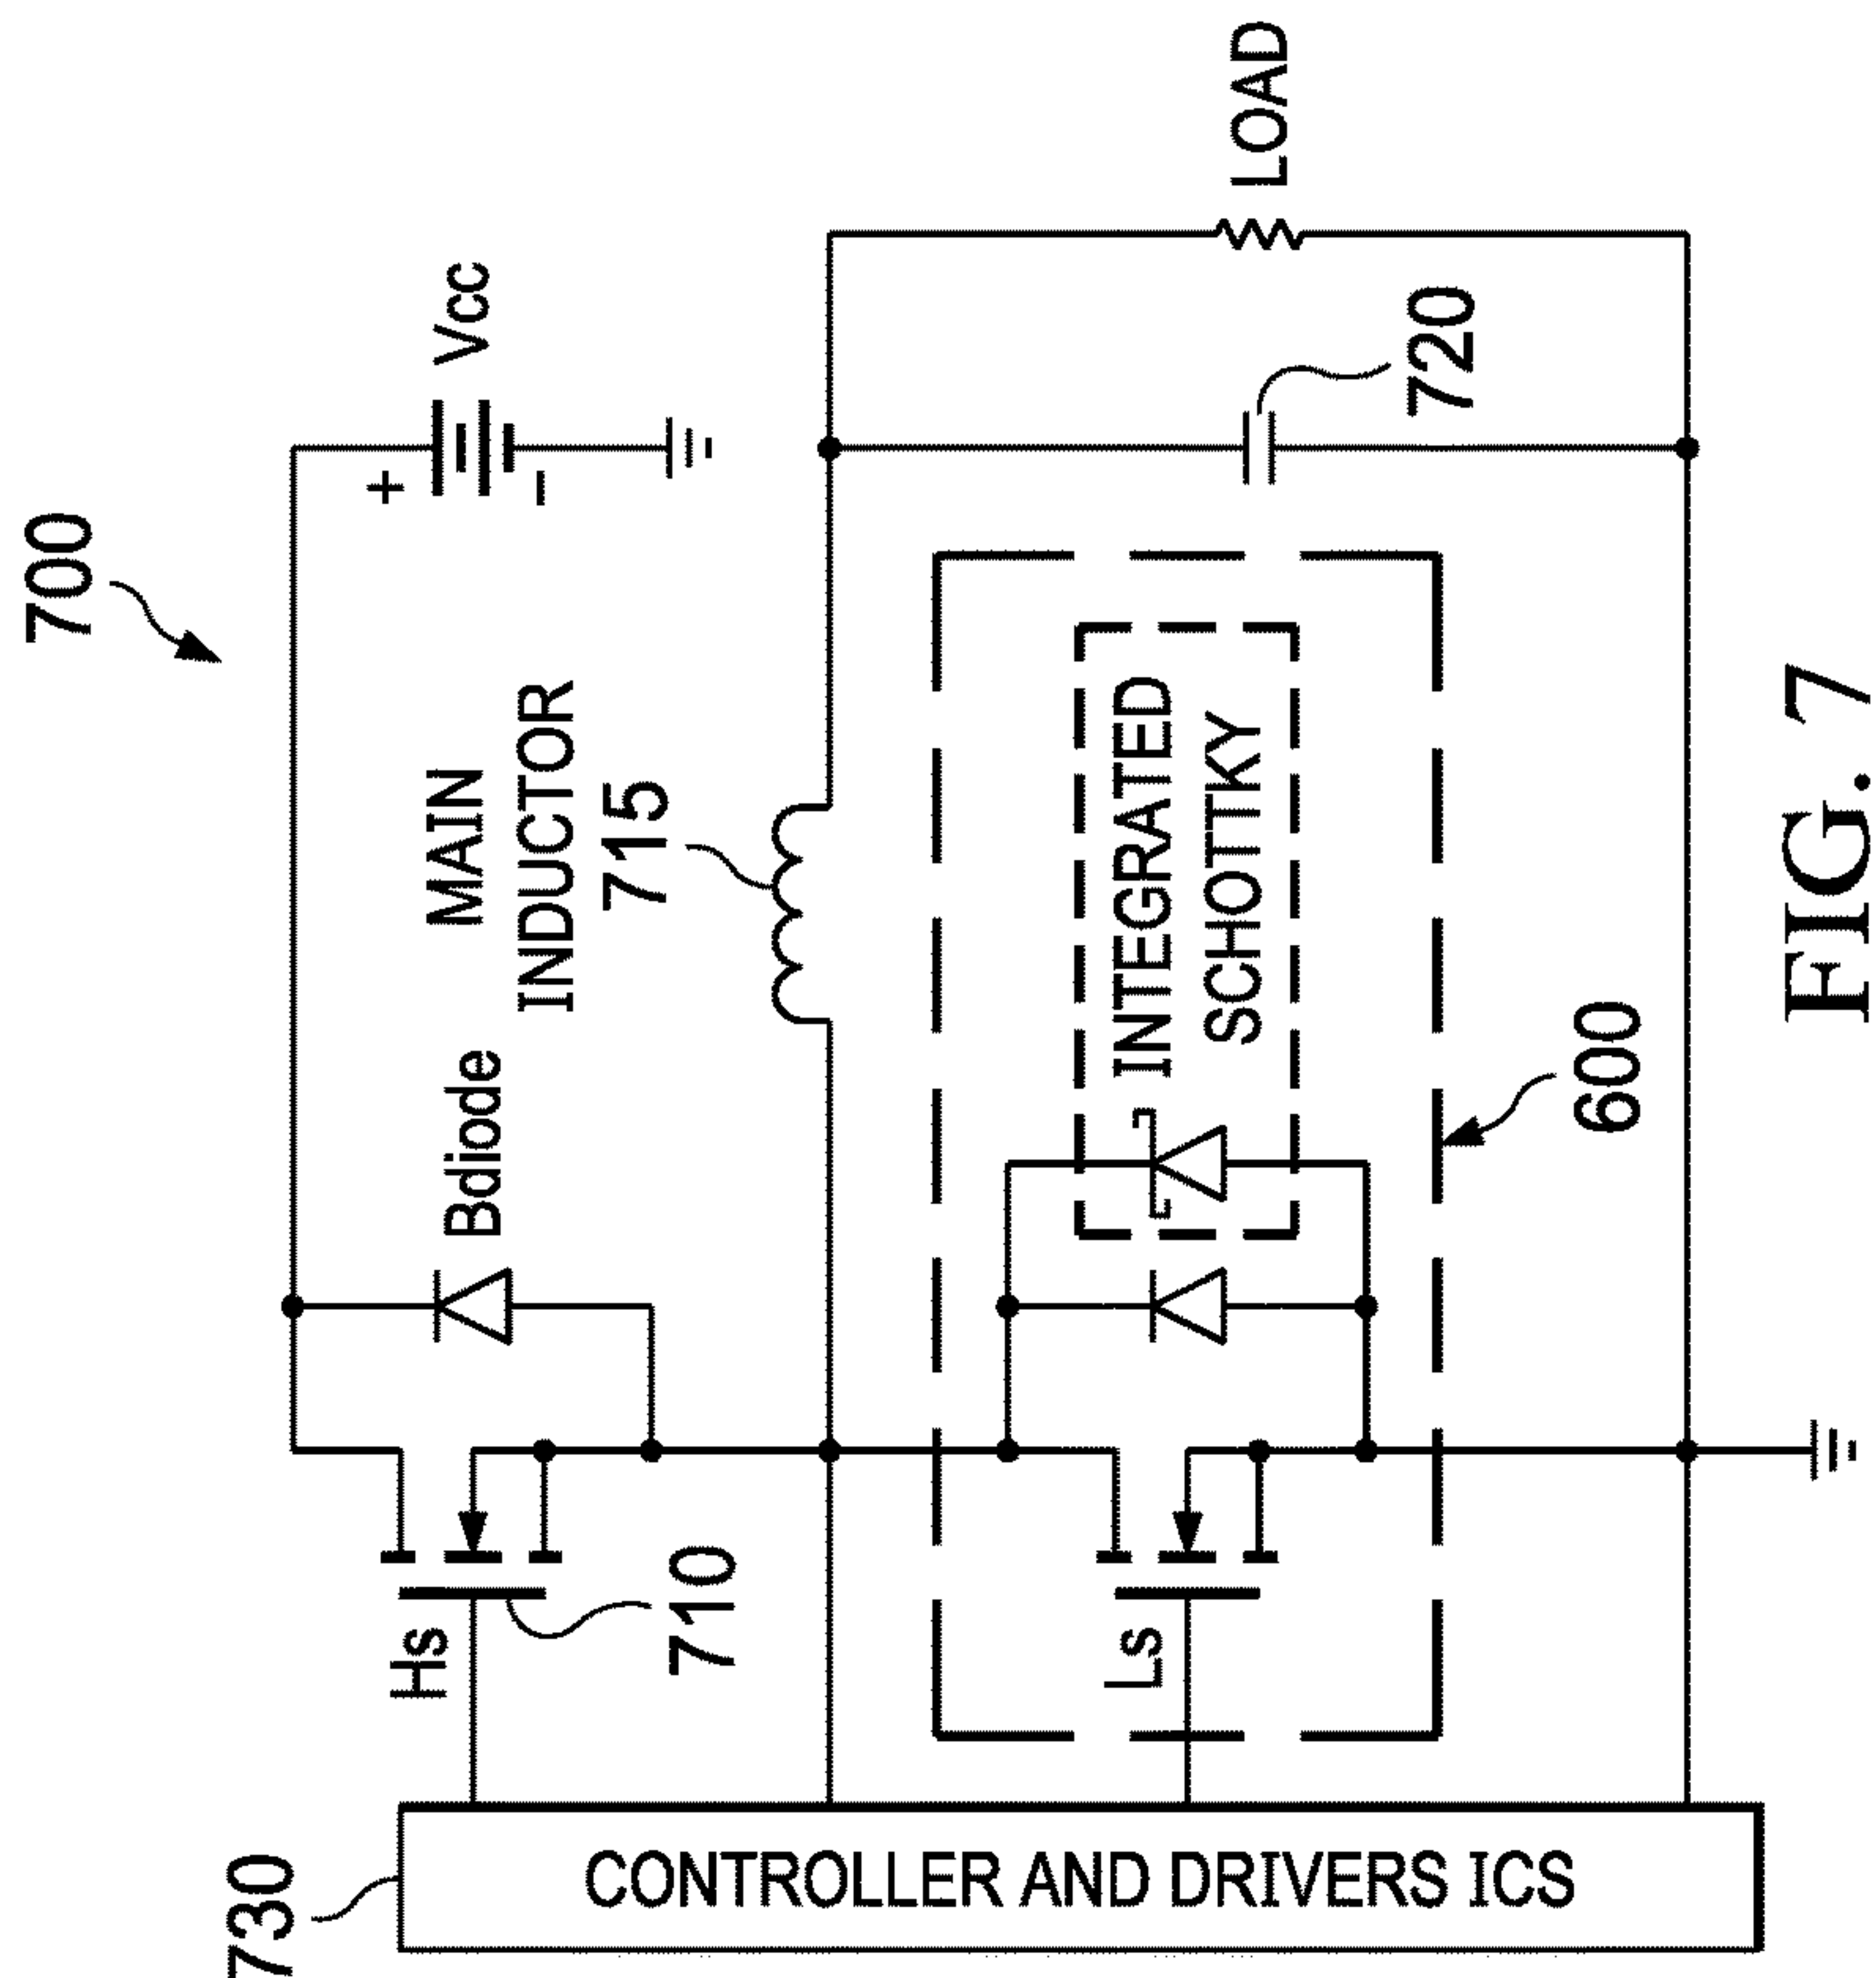 700
Vcc
+
−
LOAD
MAIN
INDUCTOR
715
Bdiode
720
INTEGRATED
SCHOTTKY
600
Hs
710
Ls
730
CONTROLLER AND DRIVERS ICS
FIG. 7